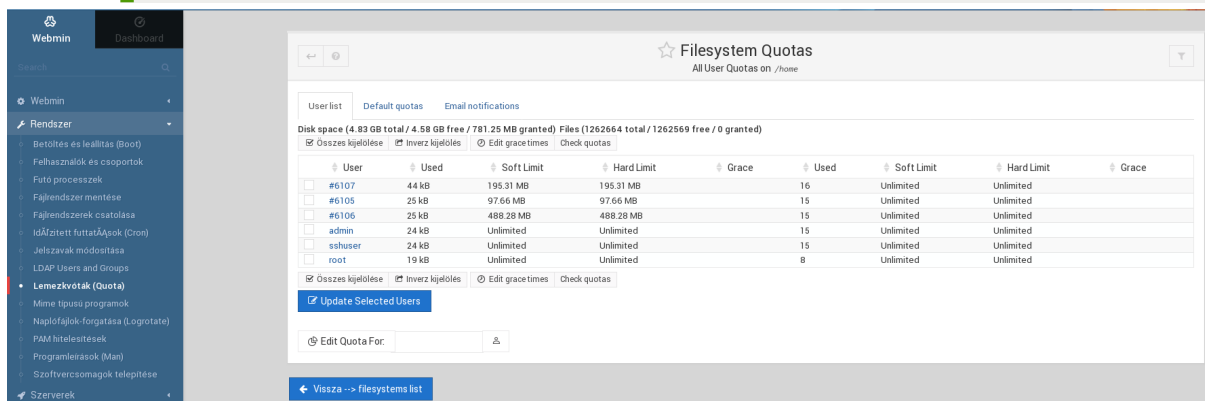 Webmin
Dashboard
Search
Webmin
Rendszer
Betöltés és leállítás (Boot)
Felhasználók és csoportok
Futó processzek
Fájlrendszer mentése
Fájlrendszerek csatolása
IdÅ‘zített futtatÃ¡sok (Cron)
Jelszavak módosítása
LDAP Users and Groups
Lemezkvóták (Quota)
Mime típusú programok
Naplófájlok-forgatása (Logrotate)
PAM hitelesítések
Programleírások (Man)
Szoftvercsomagok telepítése
Szerverek
Filesystem Quotas
All User Quotas on /home
User list Default quotas Email notifications
Disk space (4.83 GB total / 4.58 GB free / 781.25 MB granted) Files (1262664 total / 1262569 free / 0 granted)
Összes kijelölése Inverz kijelölés Edit grace times Check quotas
User Used Soft Limit Hard Limit Grace Used Soft Limit Hard Limit Grace
#6107 44 kB 195.31 MB 195.31 MB 16 Unlimited Unlimited
#6105 25 kB 97.66 MB 97.66 MB 15 Unlimited Unlimited
#6106 25 kB 488.28 MB 488.28 MB 15 Unlimited Unlimited
admin 24 kB Unlimited Unlimited 15 Unlimited Unlimited
sshuser 24 kB Unlimited Unlimited 15 Unlimited Unlimited
root 19 kB Unlimited Unlimited 8 Unlimited Unlimited
Összes kijelölése Inverz kijelölés Edit grace times Check quotas
Update Selected Users
Edit Quota For:
Vissza --> filesystems list